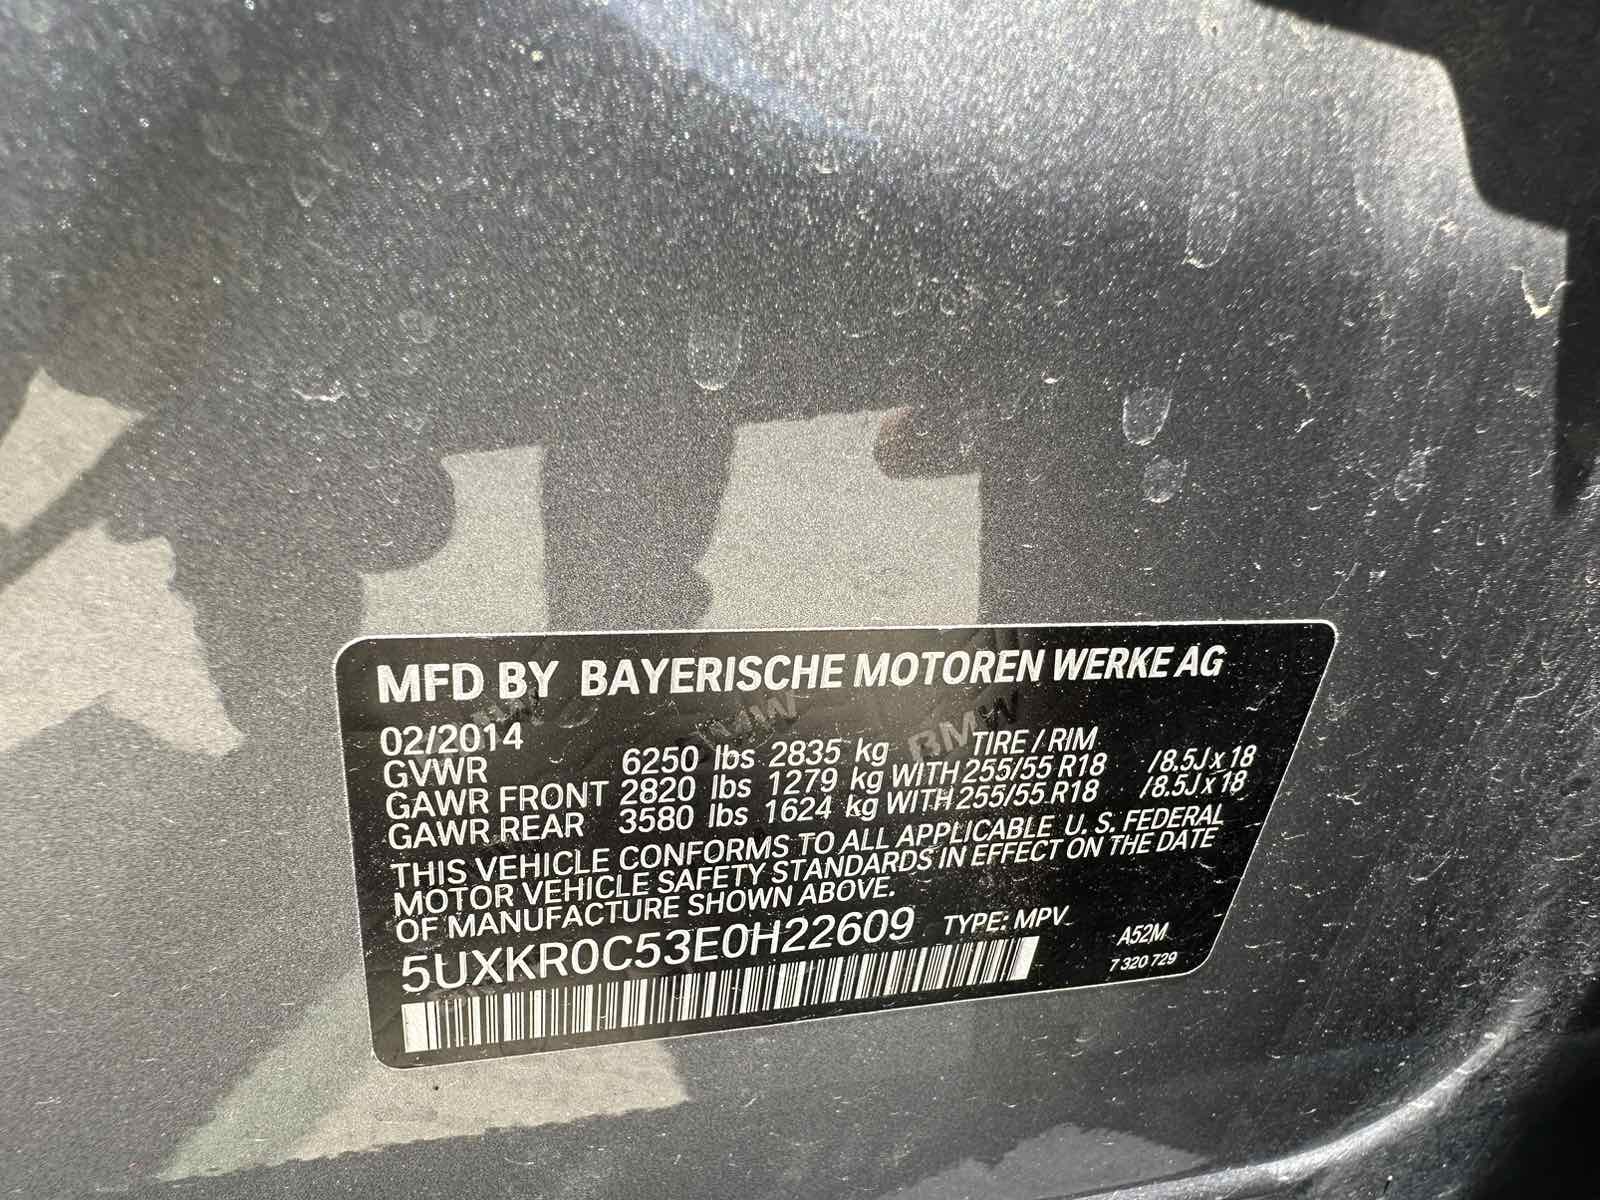 MFD BY BAYERISCHE MOTOREN WERKE AG
02/2014
GVWR 6250 lbs 2835 kg TIRE / RIM
GAWR FRONT 2820 lbs 1279 kg WITH 255/55 R18 /8.5J x 18
GAWR REAR 3580 lbs 1624 kg WITH 255/55 R18 /8.5J x 18
THIS VEHICLE CONFORMS TO ALL APPLICABLE U. S. FEDERAL
MOTOR VEHICLE SAFETY STANDARDS IN EFFECT ON THE DATE
OF MANUFACTURE SHOWN ABOVE.
5UXKR0C53E0H22609 TYPE: MPV A52M
7 320 729
BMW